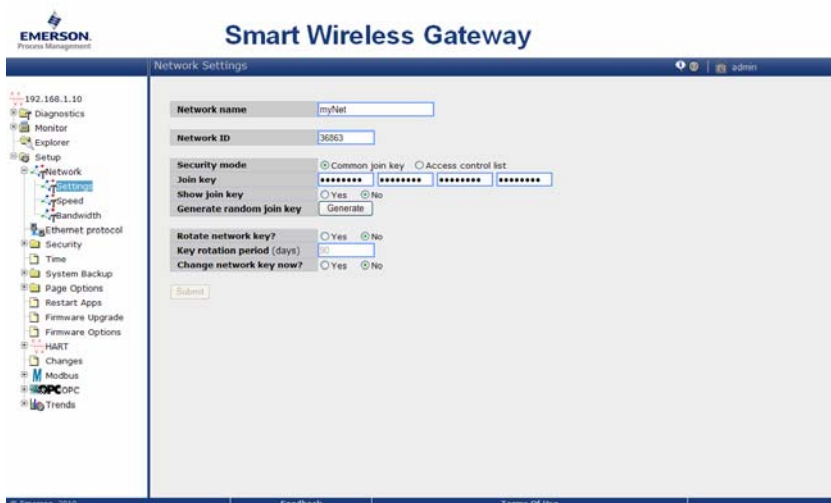 EMERSON.
Process Management
Smart Wireless Gateway
Network Settings
admin
192.168.1.10
Diagnostics
Monitor
Explorer
Setup
Network
Settings
Speed
Bandwidth
Ethernet protocol
Security
Time
System Backup
Page Options
Restart Apps
Firmware Upgrade
Firmware Options
HART
Changes
Modbus
OPC OPC
Trends
Network name myNet
Network ID 36863
Security mode Common join key Access control list
Join key •••••••• •••••••• •••••••• ••••••••
Show join key Yes No
Generate random join key Generate
Rotate network key? Yes No
Key rotation period (days) 90
Change network key now? Yes No
Submit
© Emerson, 2010 Feedback Terms Of Use